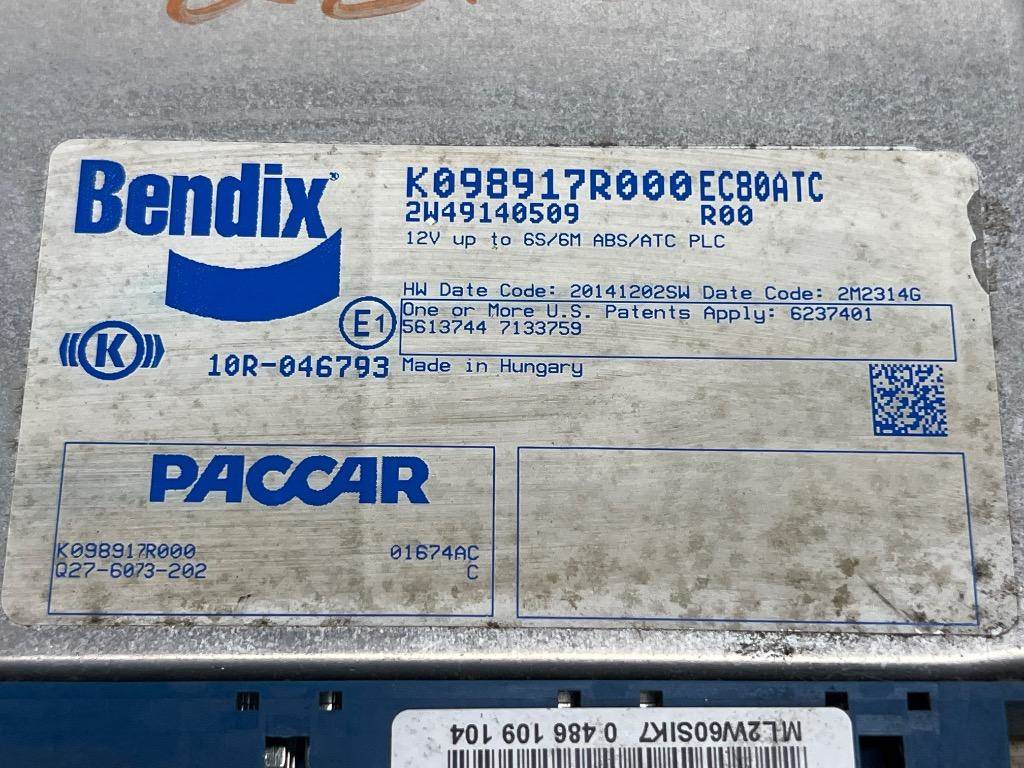 Bendix
K098917R000 EC80ATC
2W49140509 R00
12V up to 6S/6M ABS/ATC PLC
HW Date Code: 20141202SW Date Code: 2M2314G
One or More U.S. Patents Apply: 6237401
5613744 7133759
E1
K
10R-046793
Made in Hungary
PACCAR
K098917R000 01674AC
Q27-6073-202 C
ML2W60SIK7 0 486 109 104